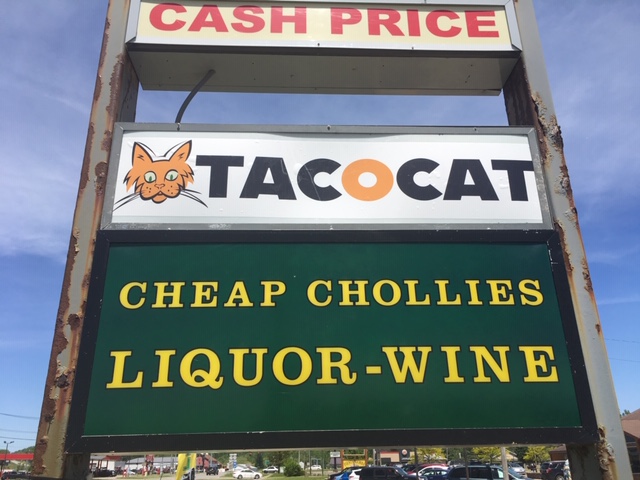 CASH PRICE
TACOCAT
CHEAP CHOLLIES
LIQUOR-WINE